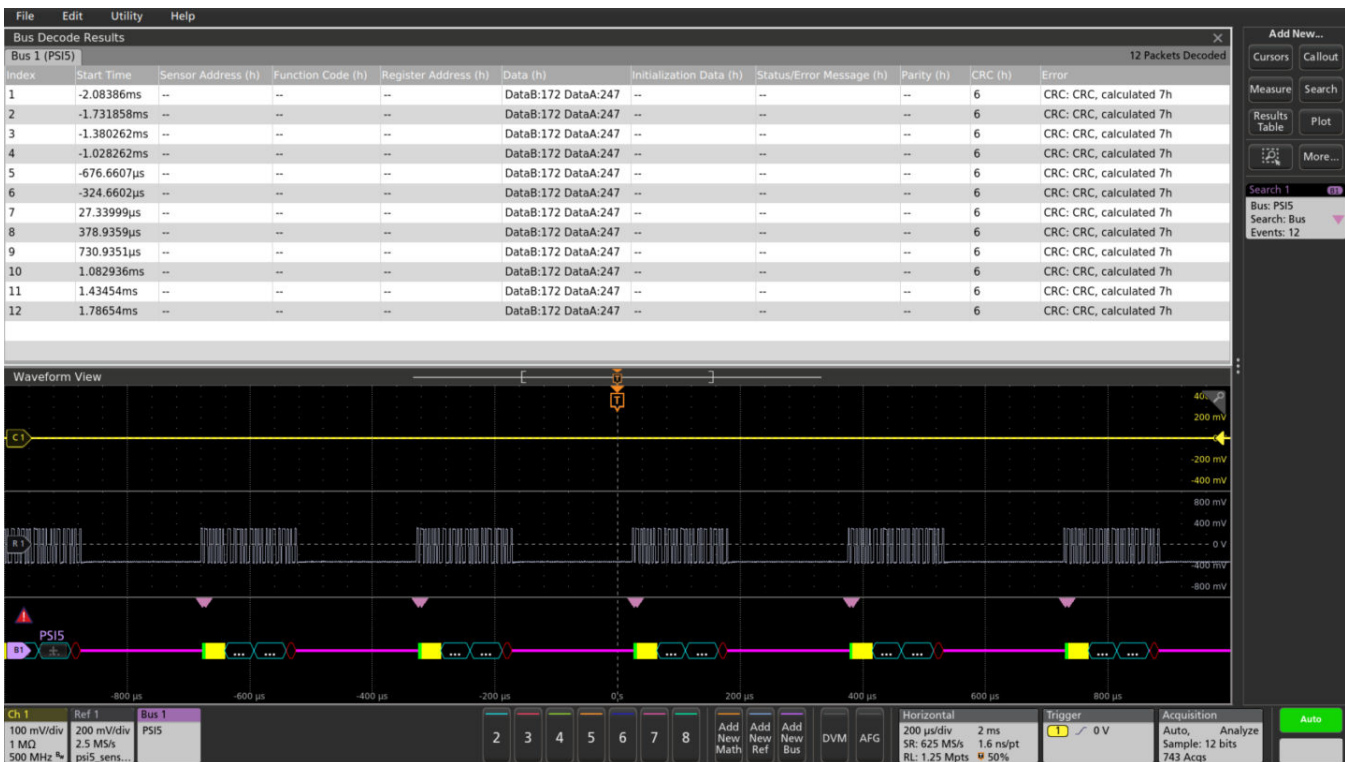 File Edit Utility Help
Bus Decode Results
Bus 1 (PSI5) 12 Packets Decoded
Index Start Time Sensor Address (h) Function Code (h) Register Address (h) Data (h) Initialization Data (h) Status/Error Message (h) Parity (h) CRC (h) Error
1 -2.08386ms -- -- -- DataB:172 DataA:247 -- -- -- 6 CRC: CRC, calculated 7h
2 -1.731858ms -- -- -- DataB:172 DataA:247 -- -- -- 6 CRC: CRC, calculated 7h
3 -1.380262ms -- -- -- DataB:172 DataA:247 -- -- -- 6 CRC: CRC, calculated 7h
4 -1.028262ms -- -- -- DataB:172 DataA:247 -- -- -- 6 CRC: CRC, calculated 7h
5 -676.6607µs -- -- -- DataB:172 DataA:247 -- -- -- 6 CRC: CRC, calculated 7h
6 -324.6602µs -- -- -- DataB:172 DataA:247 -- -- -- 6 CRC: CRC, calculated 7h
7 27.33999µs -- -- -- DataB:172 DataA:247 -- -- -- 6 CRC: CRC, calculated 7h
8 378.9359µs -- -- -- DataB:172 DataA:247 -- -- -- 6 CRC: CRC, calculated 7h
9 730.9351µs -- -- -- DataB:172 DataA:247 -- -- -- 6 CRC: CRC, calculated 7h
10 1.082936ms -- -- -- DataB:172 DataA:247 -- -- -- 6 CRC: CRC, calculated 7h
11 1.43454ms -- -- -- DataB:172 DataA:247 -- -- -- 6 CRC: CRC, calculated 7h
12 1.78654ms -- -- -- DataB:172 DataA:247 -- -- -- 6 CRC: CRC, calculated 7h
Add New...
Cursors Callout
Measure Search
Results Table Plot
More...
Search 1 B1
Bus: PSI5
Search: Bus
Events: 12
Waveform View
T
200 mV
C1
-200 mV
-400 mV
800 mV
400 mV
R1 0 V
-400 mV
-800 mV
PSI5
B1 ... ... ... ... ... ... ... ... ... ...
-800 µs -600 µs -400 µs -200 µs 0 s 200 µs 400 µs 600 µs 800 µs
Ch 1
100 mV/div
1 MΩ
500 MHz
Ref 1
200 mV/div
2.5 MS/s
psi5_sens...
Bus 1
PSI5
2 3 4 5 6 7 8
Add New Math
Add New Ref
Add New Bus
DVM AFG
Horizontal
200 µs/div 2 ms
SR: 625 MS/s 1.6 ns/pt
RL: 1.25 Mpts 50%
Trigger
1 0 V
Acquisition
Auto, Analyze
Sample: 12 bits
743 Acqs
Auto